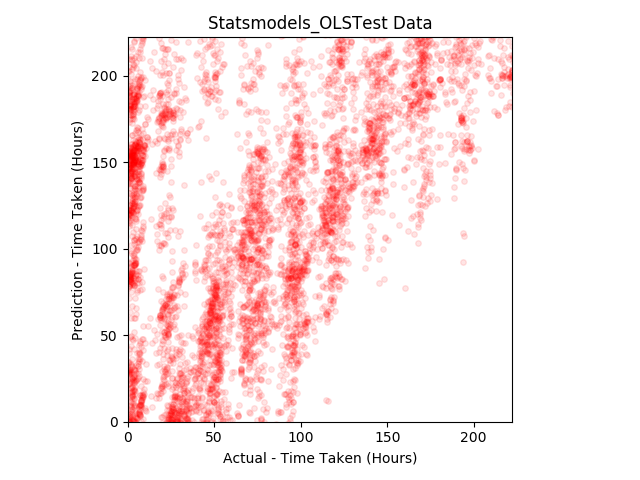 Statsmodels_OLSTest Data
Prediction - Time Taken (Hours)
200
150
100
50
0
0 50 100 150 200
Actual - Time Taken (Hours)